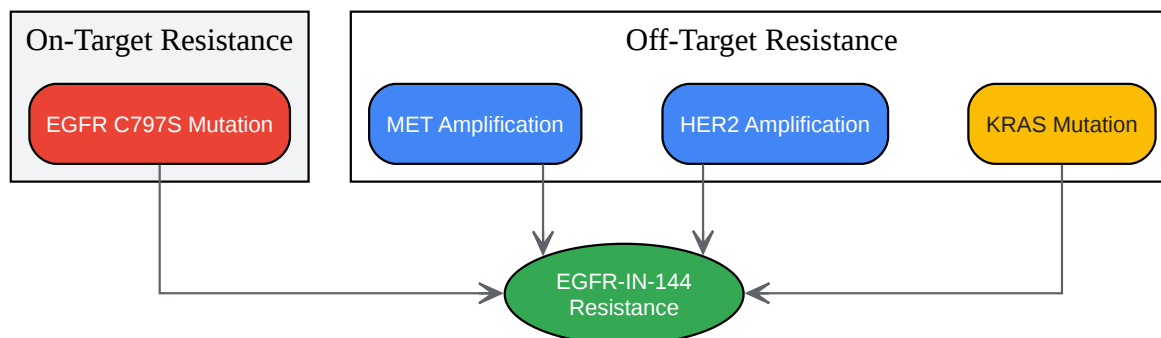 On-Target Resistance
Off-Target Resistance
EGFR C797S Mutation
MET Amplification
HER2 Amplification
KRAS Mutation
EGFR-IN-144
Resistance